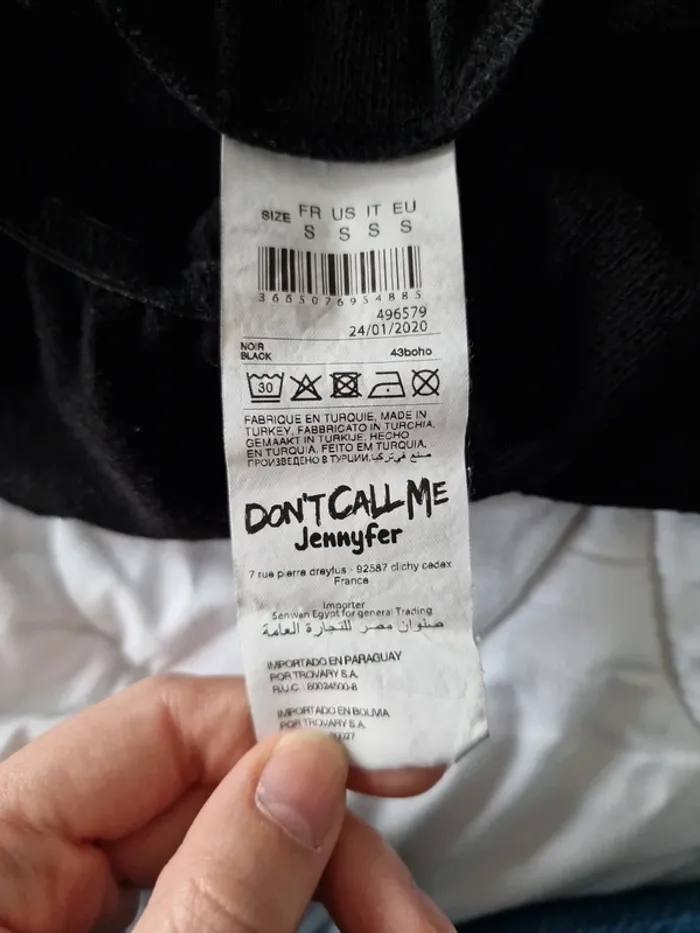 SIZE FR US IT EU
S S S S
3665076954885
496579
24/01/2020
NOIR
BLACK
43boho
30
FABRIQUE EN TURQUIE, MADE IN
TURKEY, FABBRICATO IN TURCHIA,
GEMAAKT IN TURKIJE, HECHO
EN TURQUIA, FEITO EM TURQUIA,
ПРОИЗВЕДЕНО В ТУРЦИИ, صنع في تركيا
DON'T CALL ME
Jennyfer
7 rue pierre dreyfus - 92587 clichy cedex
France
Importer
Senwan Egypt for general Trading
صنوان مصر للتجارة العامة
IMPORTADO EN PARAGUAY
POR TROVARY S.A.
R.U.C : 80024500-8
IMPORTADO EN BOLIVIA
POR TROVARY S.A.